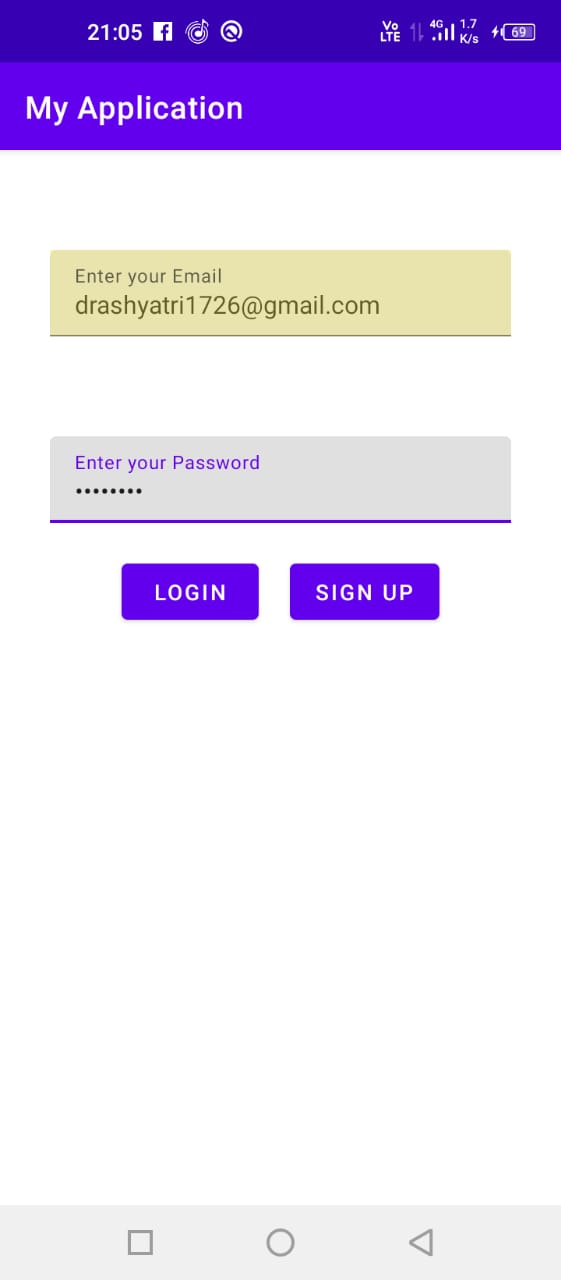 21:05
Vo LTE 4G 1.7 K/s 69
My Application
Enter your Email
drashyatri1726@gmail.com
Enter your Password
••••••••
LOGIN SIGN UP